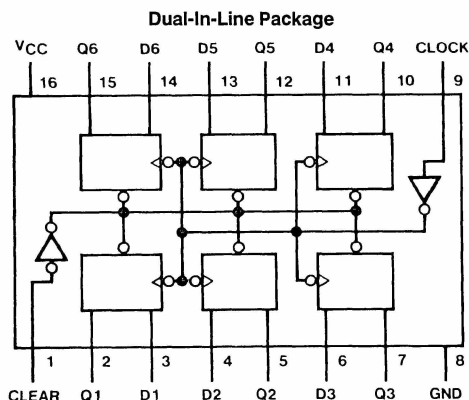 Dual-In-Line Package
VCC Q6 D6 D5 Q5 D4 Q4 CLOCK
16 15 14 13 12 11 10 9
1 2 3 4 5 6 7 8
CLEAR Q1 D1 D2 Q2 D3 Q3 GND